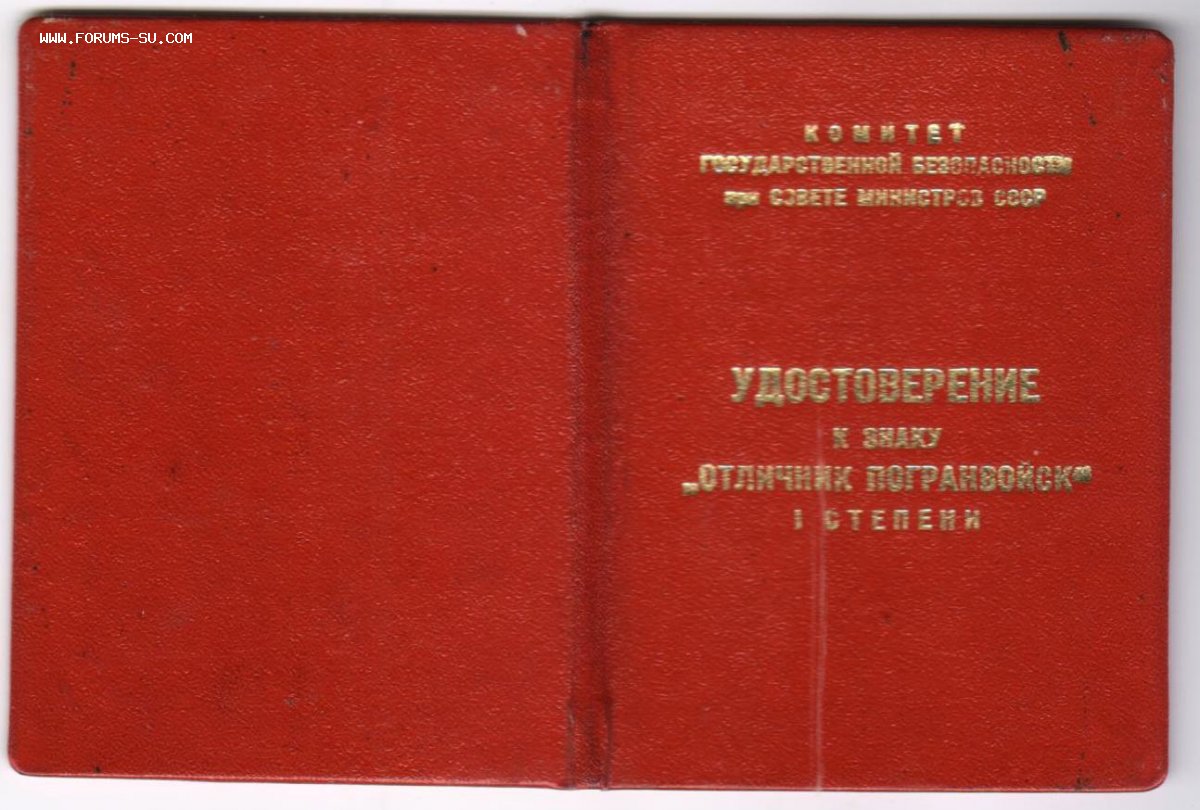 WWW.FORUMS-SU.COM
КОМИТЕТ
ГОСУДАРСТВЕННОЙ БЕЗОПАСНОСТИ
при СОВЕТЕ МИНИСТРОВ СССР
УДОСТОВЕРЕНИЕ
К ЗНАКУ
„ОТЛИЧНИК ПОГРАНВОЙСК“
I СТЕПЕНИ